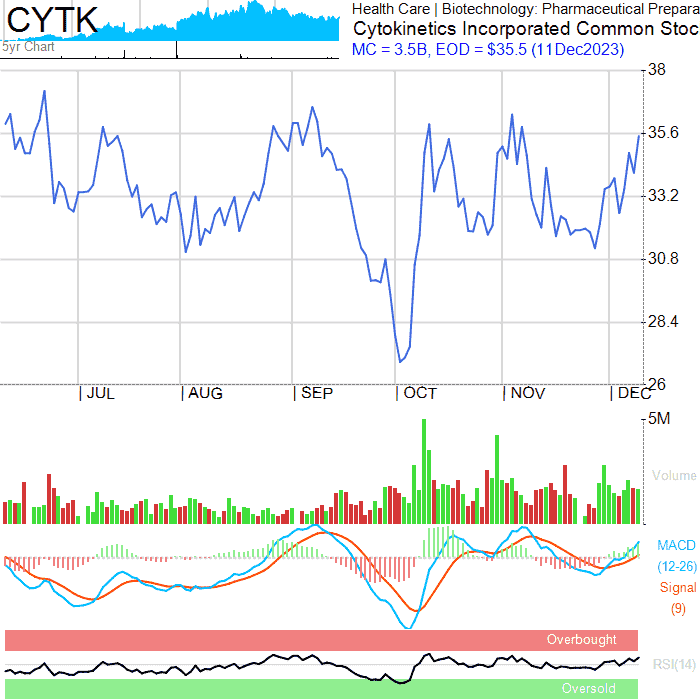 CYTK
5yr Chart
Health Care | Biotechnology: Pharmaceutical Prepara
Cytokinetics Incorporated Common Stoc
MC = 3.5B, EOD = $35.5 (11Dec2023)
38
35.6
33.2
30.8
28.4
26
| JUL | AUG | SEP | OCT | NOV | DEC
5M
Volume
MACD
(12-26)
Signal
(9)
Overbought
RSI(14)
Oversold